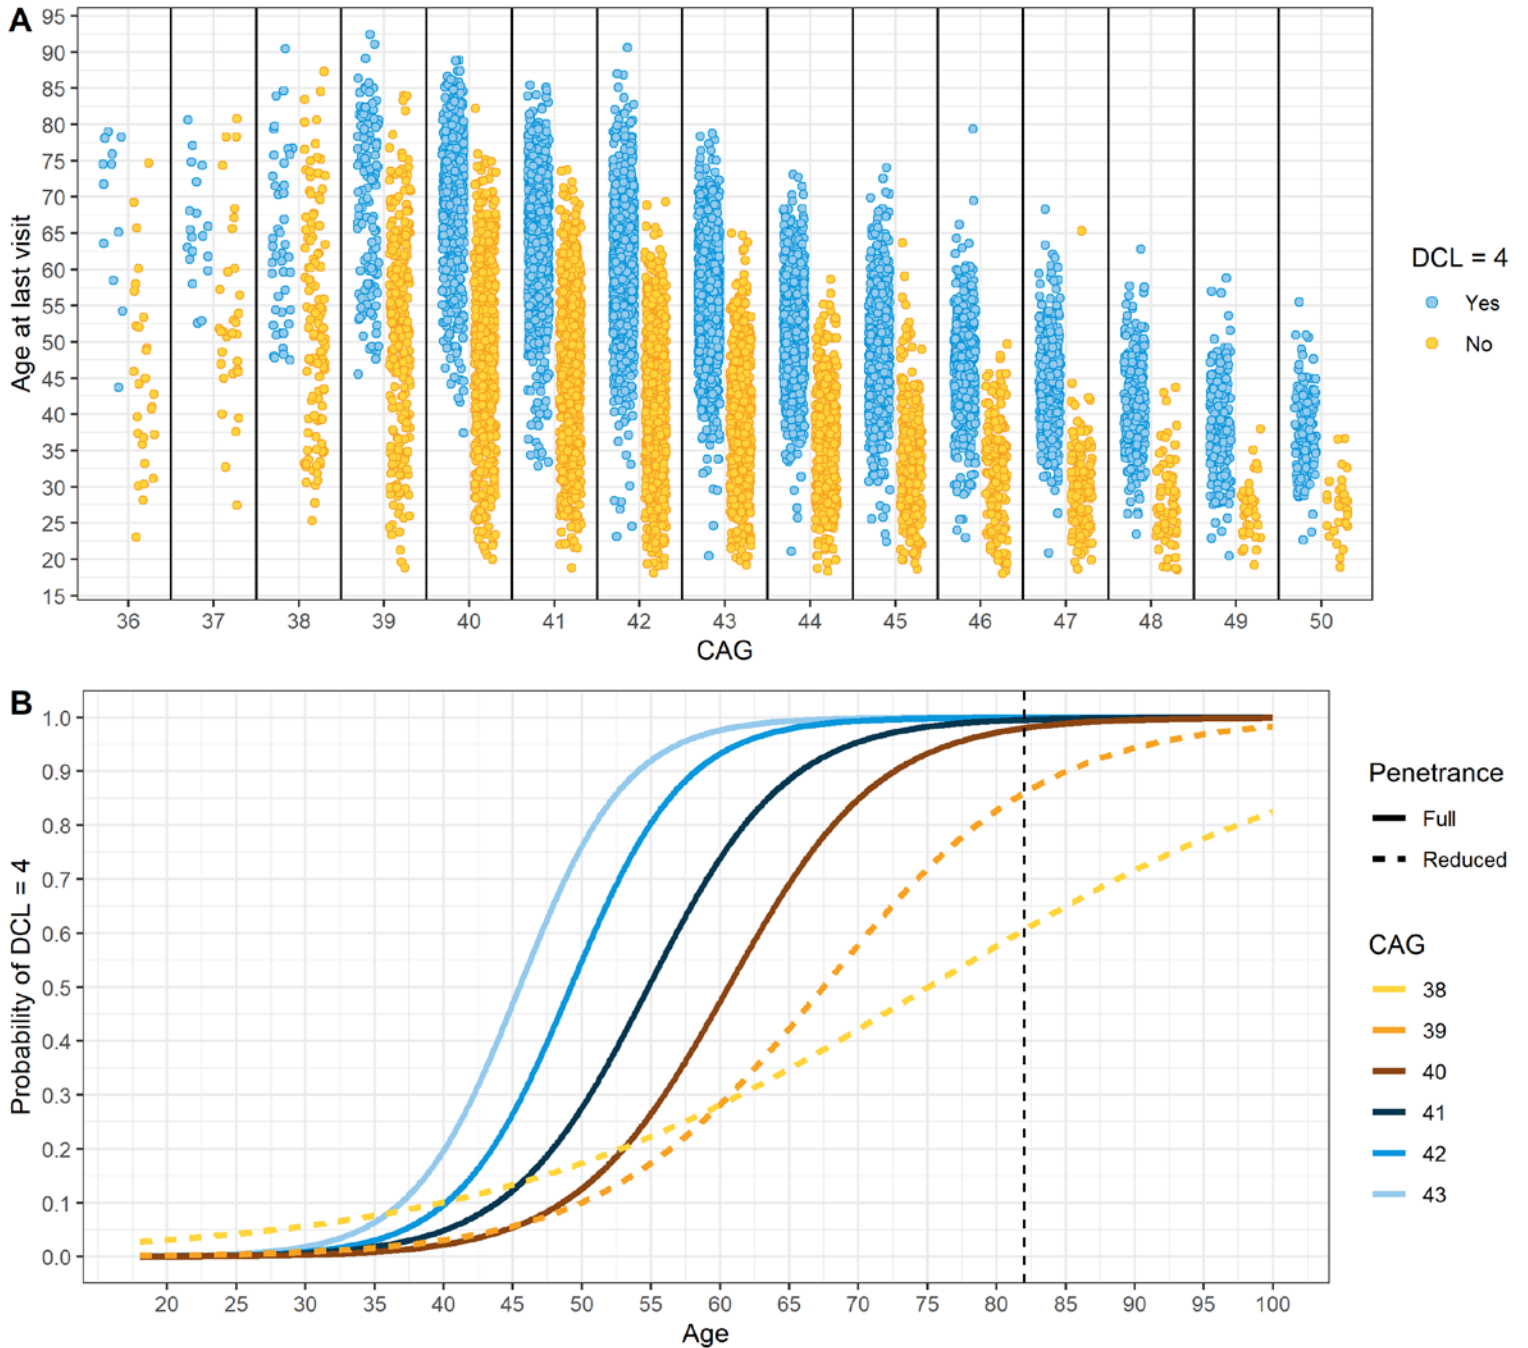 A
95
90
85
80
75
70
65
60
55
50
45
40
35
30
25
20
15
Age at last visit
36 37 38 39 40 41 42 43 44 45 46 47 48 49 50
CAG
DCL = 4
Yes
No
B
1.0
0.9
0.8
0.7
0.6
0.5
0.4
0.3
0.2
0.1
0.0
Probability of DCL = 4
20 25 30 35 40 45 50 55 60 65 70 75 80 85 90 95 100
Age
Penetrance
Full
Reduced
CAG
38
39
40
41
42
43